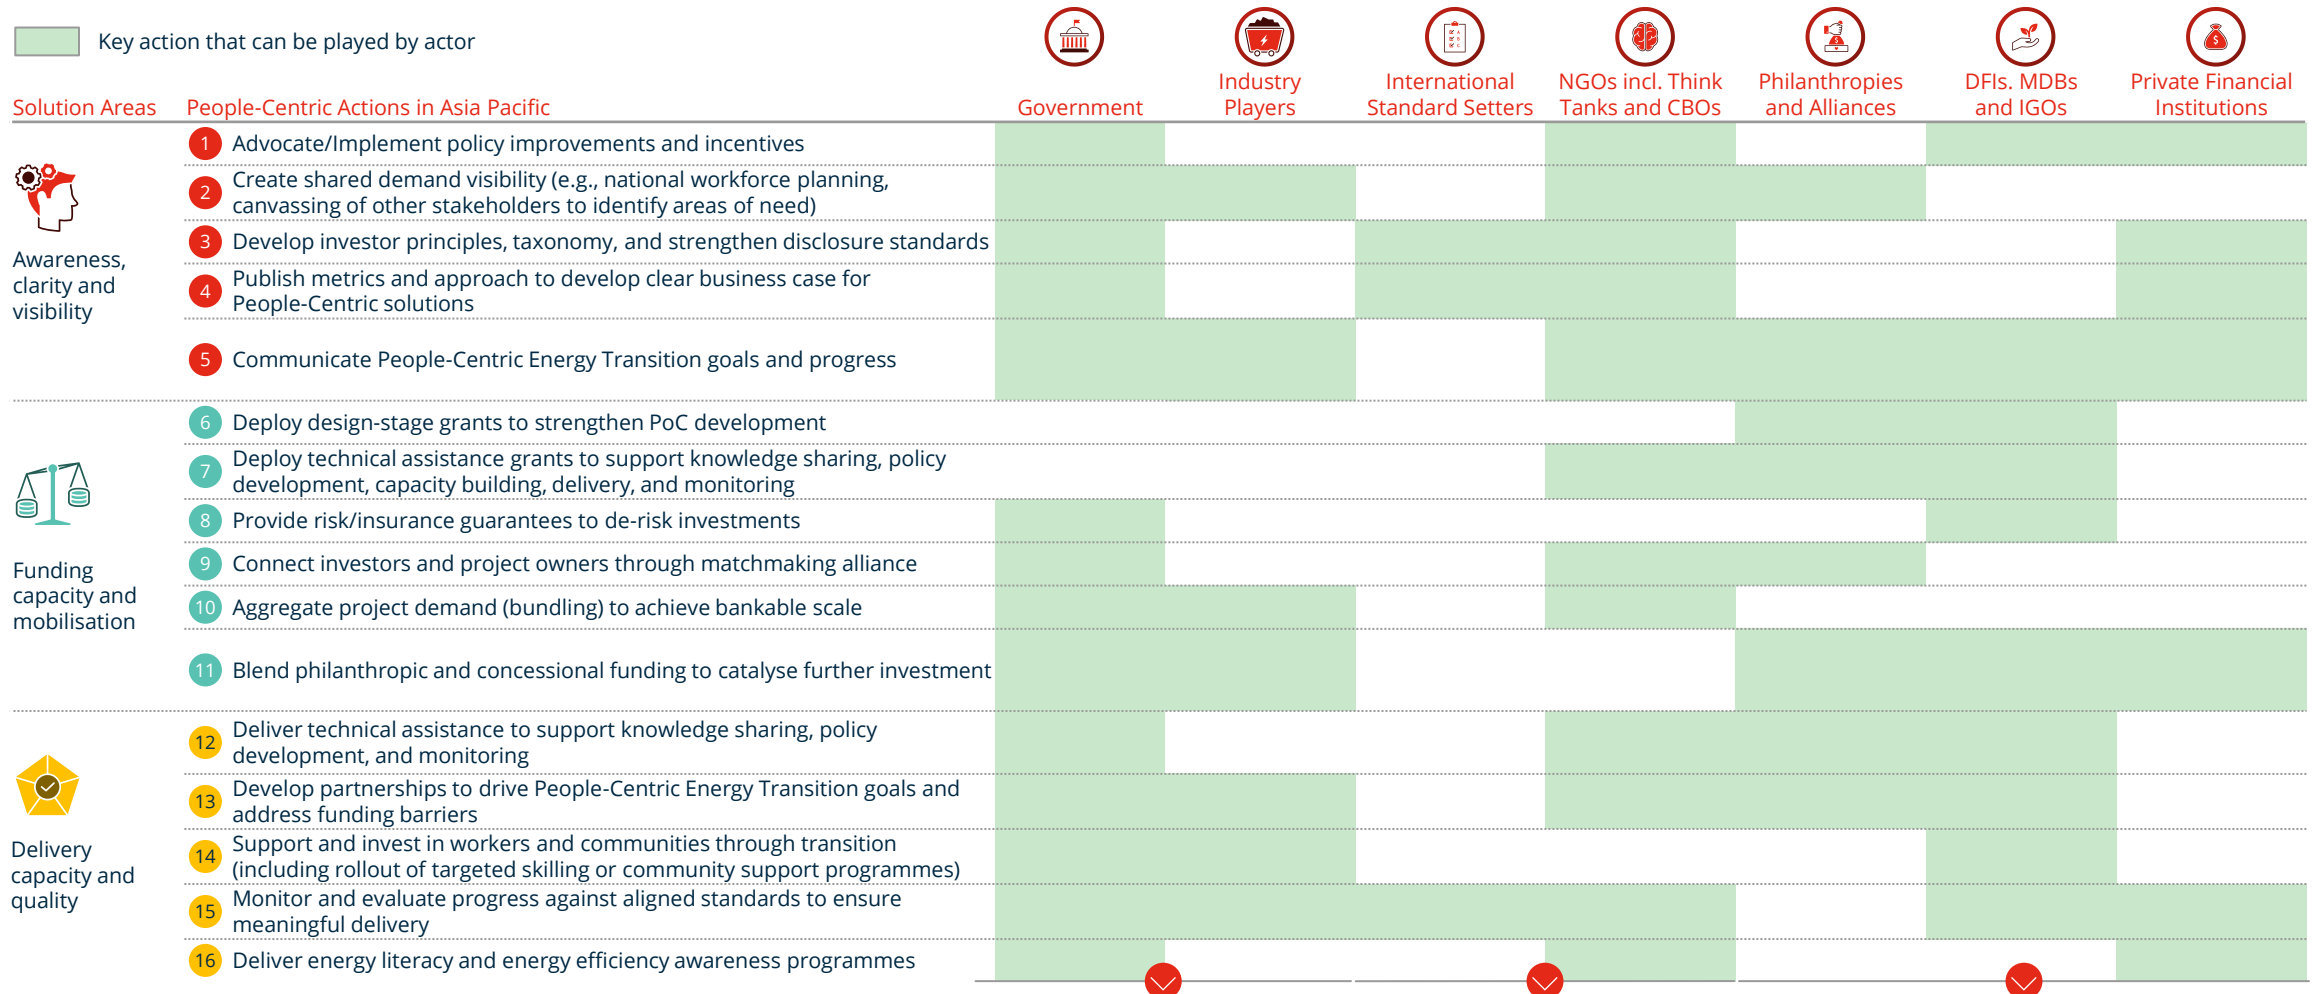 Key action that can be played by actor
Solution Areas
People-Centric Actions in Asia Pacific
Government
Industry
Players
International
Standard Setters
NGOs incl. Think
Tanks and CBOs
Philanthropies
and Alliances
DFIs. MDBs
and IGOs
Private Financial
Institutions
Awareness,
clarity and
visibility
1 Advocate/Implement policy improvements and incentives
2 Create shared demand visibility (e.g., national workforce planning,
canvassing of other stakeholders to identify areas of need)
3 Develop investor principles, taxonomy, and strengthen disclosure standards
4 Publish metrics and approach to develop clear business case for
People-Centric solutions
5 Communicate People-Centric Energy Transition goals and progress
Funding
capacity and
mobilisation
6 Deploy design-stage grants to strengthen PoC development
7 Deploy technical assistance grants to support knowledge sharing, policy
development, capacity building, delivery, and monitoring
8 Provide risk/insurance guarantees to de-risk investments
9 Connect investors and project owners through matchmaking alliance
10 Aggregate project demand (bundling) to achieve bankable scale
11 Blend philanthropic and concessional funding to catalyse further investment
Delivery
capacity and
quality
12 Deliver technical assistance to support knowledge sharing, policy
development, and monitoring
13 Develop partnerships to drive People-Centric Energy Transition goals and
address funding barriers
14 Support and invest in workers and communities through transition
(including rollout of targeted skilling or community support programmes)
15 Monitor and evaluate progress against aligned standards to ensure
meaningful delivery
16 Deliver energy literacy and energy efficiency awareness programmes